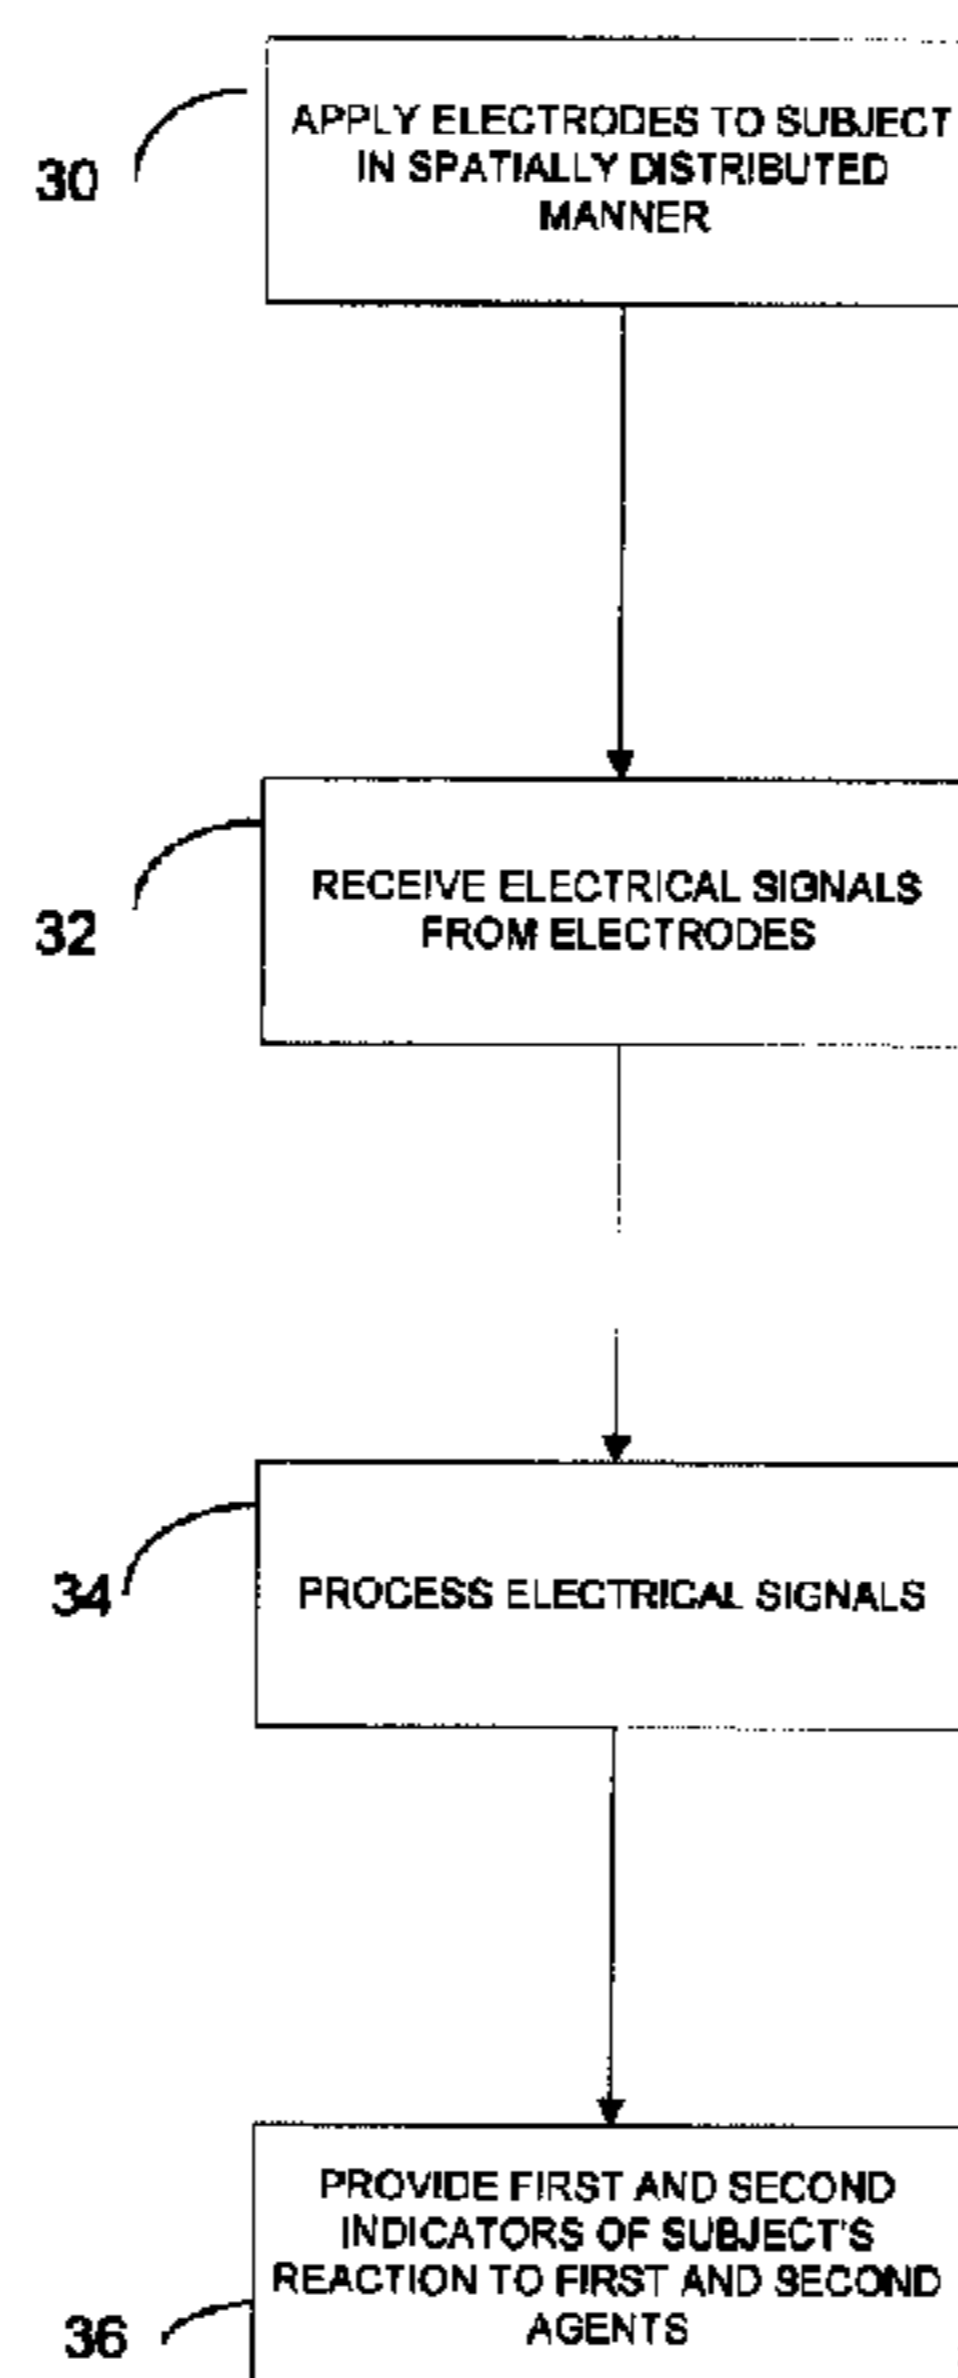 30
APPLY ELECTRODES TO SUBJECT
IN SPATIALLY DISTRIBUTED
MANNER
32
RECEIVE ELECTRICAL SIGNALS
FROM ELECTRODES
34
PROCESS ELECTRICAL SIGNALS
36
PROVIDE FIRST AND SECOND
INDICATORS OF SUBJECT'S
REACTION TO FIRST AND SECOND
AGENTS